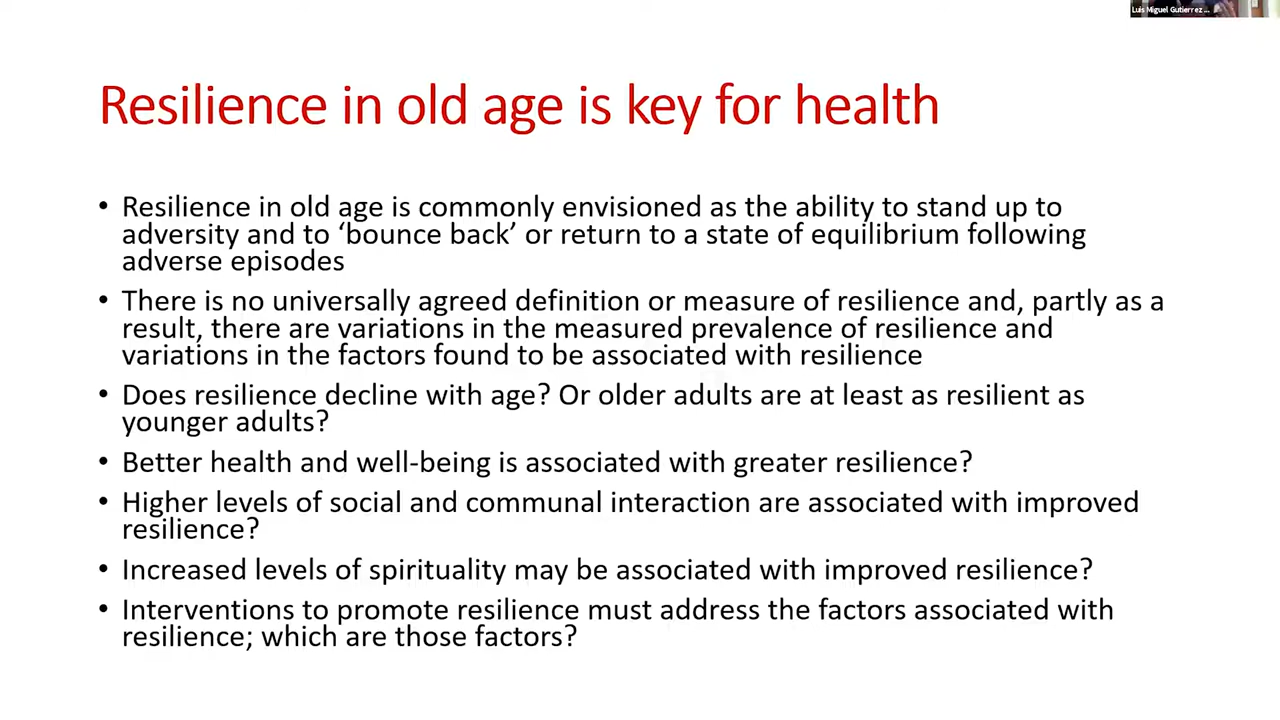 Luis Miguel Gutierrez ...
Resilience in old age is key for health
• Resilience in old age is commonly envisioned as the ability to stand up to
adversity and to ‘bounce back’ or return to a state of equilibrium following
adverse episodes
• There is no universally agreed definition or measure of resilience and, partly as a
result, there are variations in the measured prevalence of resilience and
variations in the factors found to be associated with resilience
• Does resilience decline with age? Or older adults are at least as resilient as
younger adults?
• Better health and well-being is associated with greater resilience?
• Higher levels of social and communal interaction are associated with improved
resilience?
• Increased levels of spirituality may be associated with improved resilience?
• Interventions to promote resilience must address the factors associated with
resilience; which are those factors?